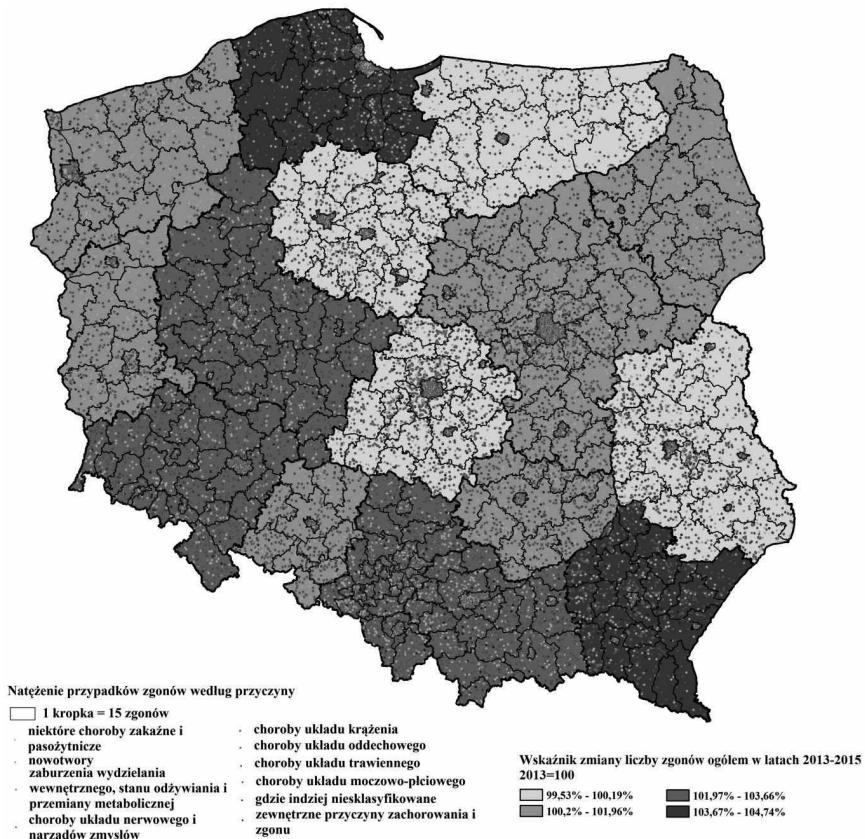 Natężenie przypadków zgonów według przyczyny
1 kropka = 15 zgonów
niektóre choroby zakaźne i
pasożytnicze
nowotwory
zaburzenia wydzielania
wewnętrznego, stanu odżywiania i
przemiany metabolicznej
choroby układu nerwowego i
narządów zmysłów
choroby układu krążenia
choroby układu oddechowego
choroby układu trawiennego
choroby układu moczowo-płciowego
gdzie indziej niesklasyfikowane
zewnętrzne przyczyny zachorowania i
zgonu
Wskaźnik zmiany liczby zgonów ogółem w latach 2013-2015
2013=100
99,53% - 100,19%
100,2% - 101,96%
101,97% - 103,66%
103,67% - 104,74%